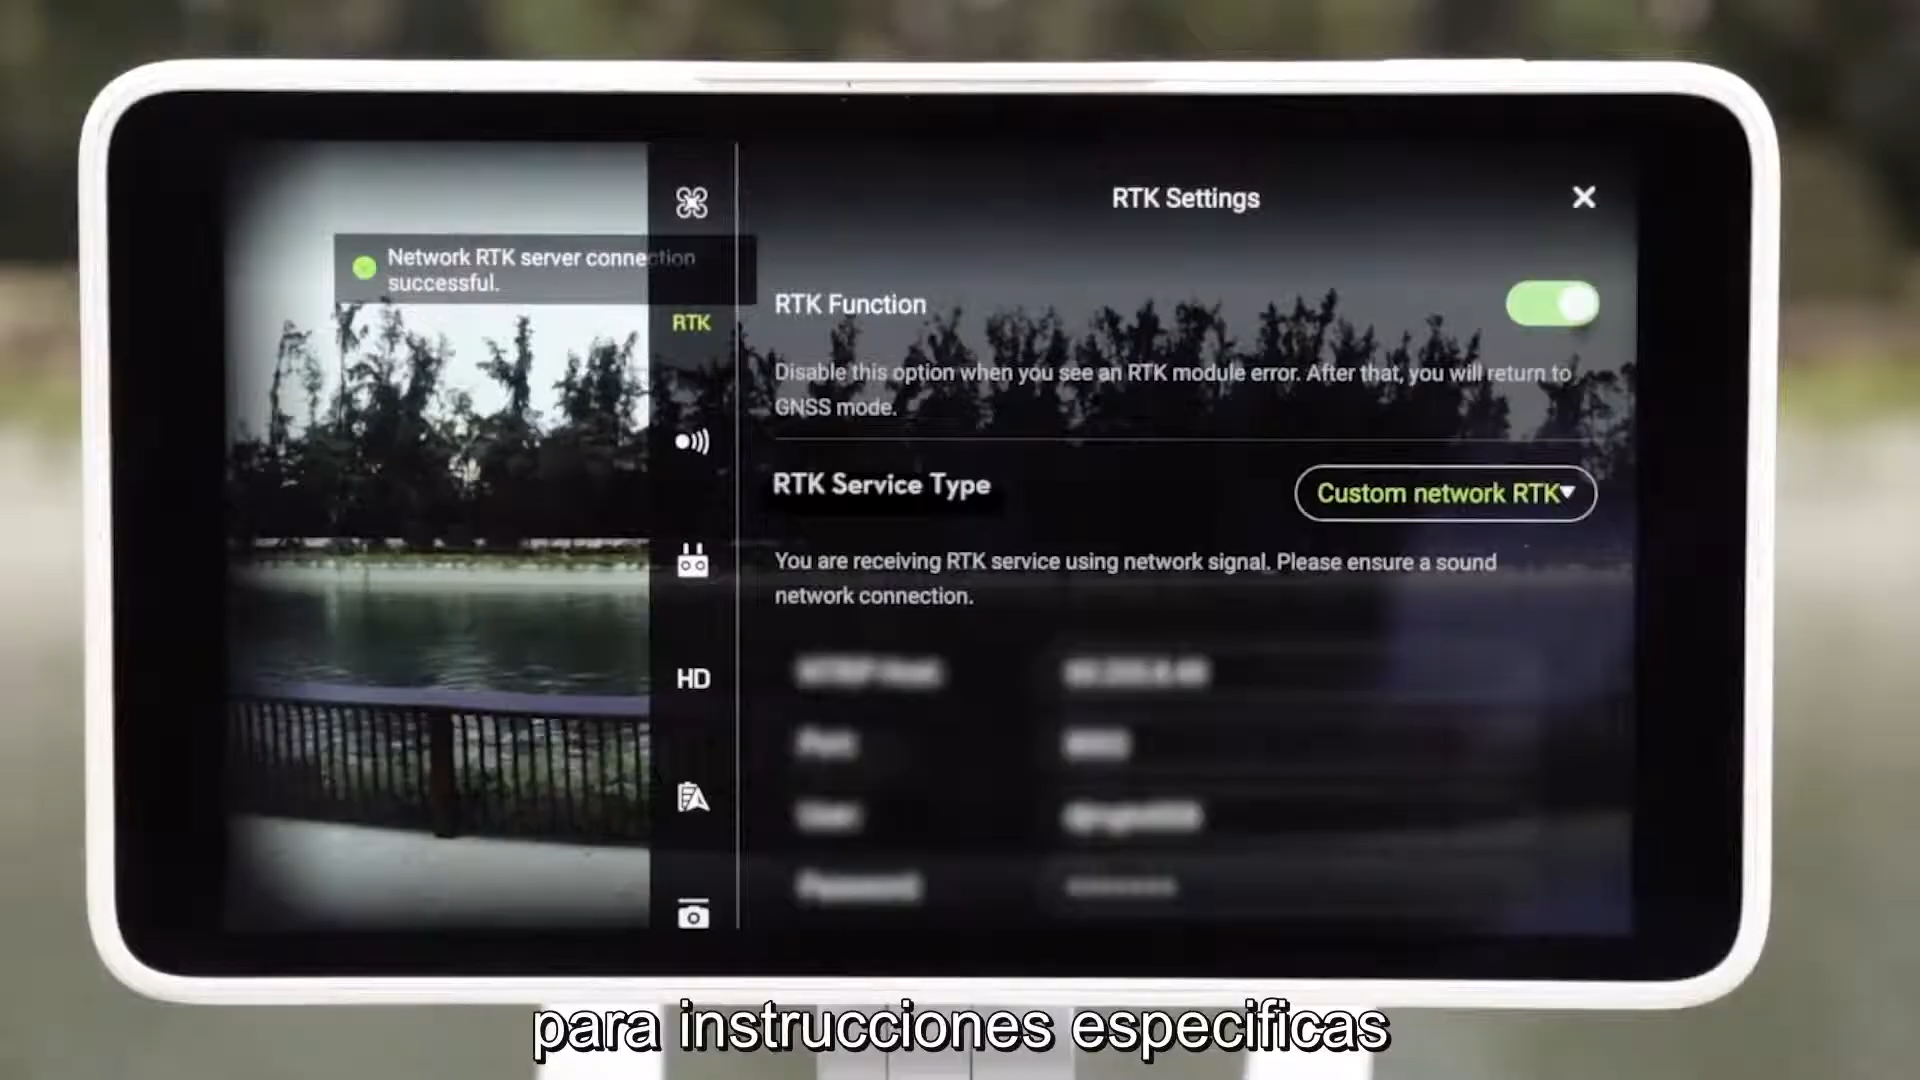 RTK Settings
Network RTK server connection
successful.
RTK
RTK Function
Disable this option when you see an RTK module error. After that, you will return to
GNSS mode.
RTK Service Type
Custom network RTK
You are receiving RTK service using network signal. Please ensure a sound
network connection.
HD
para instrucciones especificas